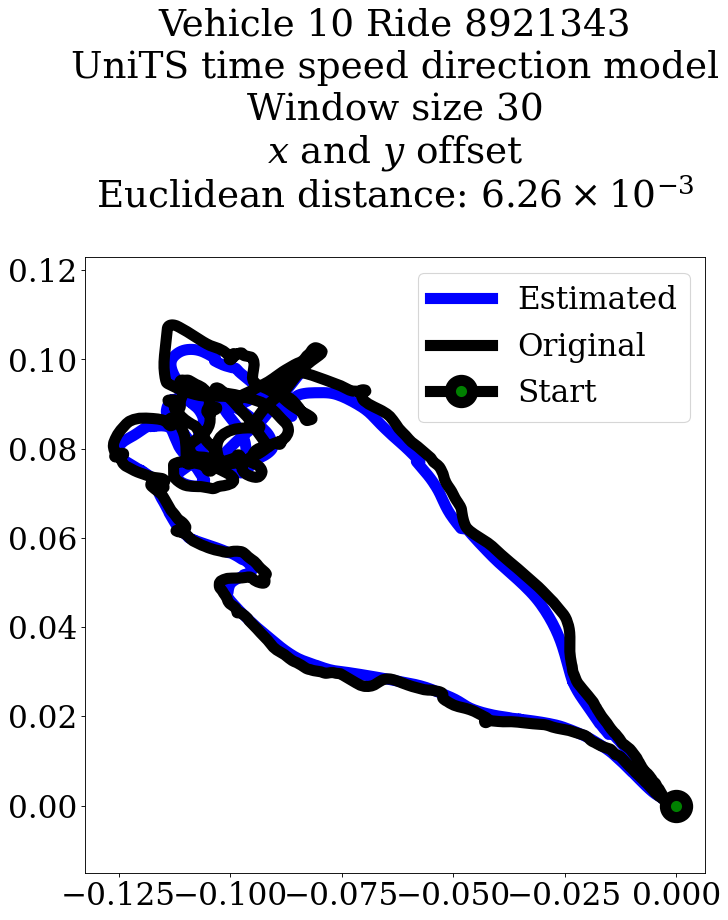 Vehicle 10 Ride 8921343
UniTS time speed direction model
Window size 30
x and y offset
Euclidean distance: 6.26 × 10⁻³
0.12
0.10
0.08
0.06
0.04
0.02
0.00
Estimated
Original
Start
−0.125 −0.100 −0.075 −0.050 −0.025 0.000